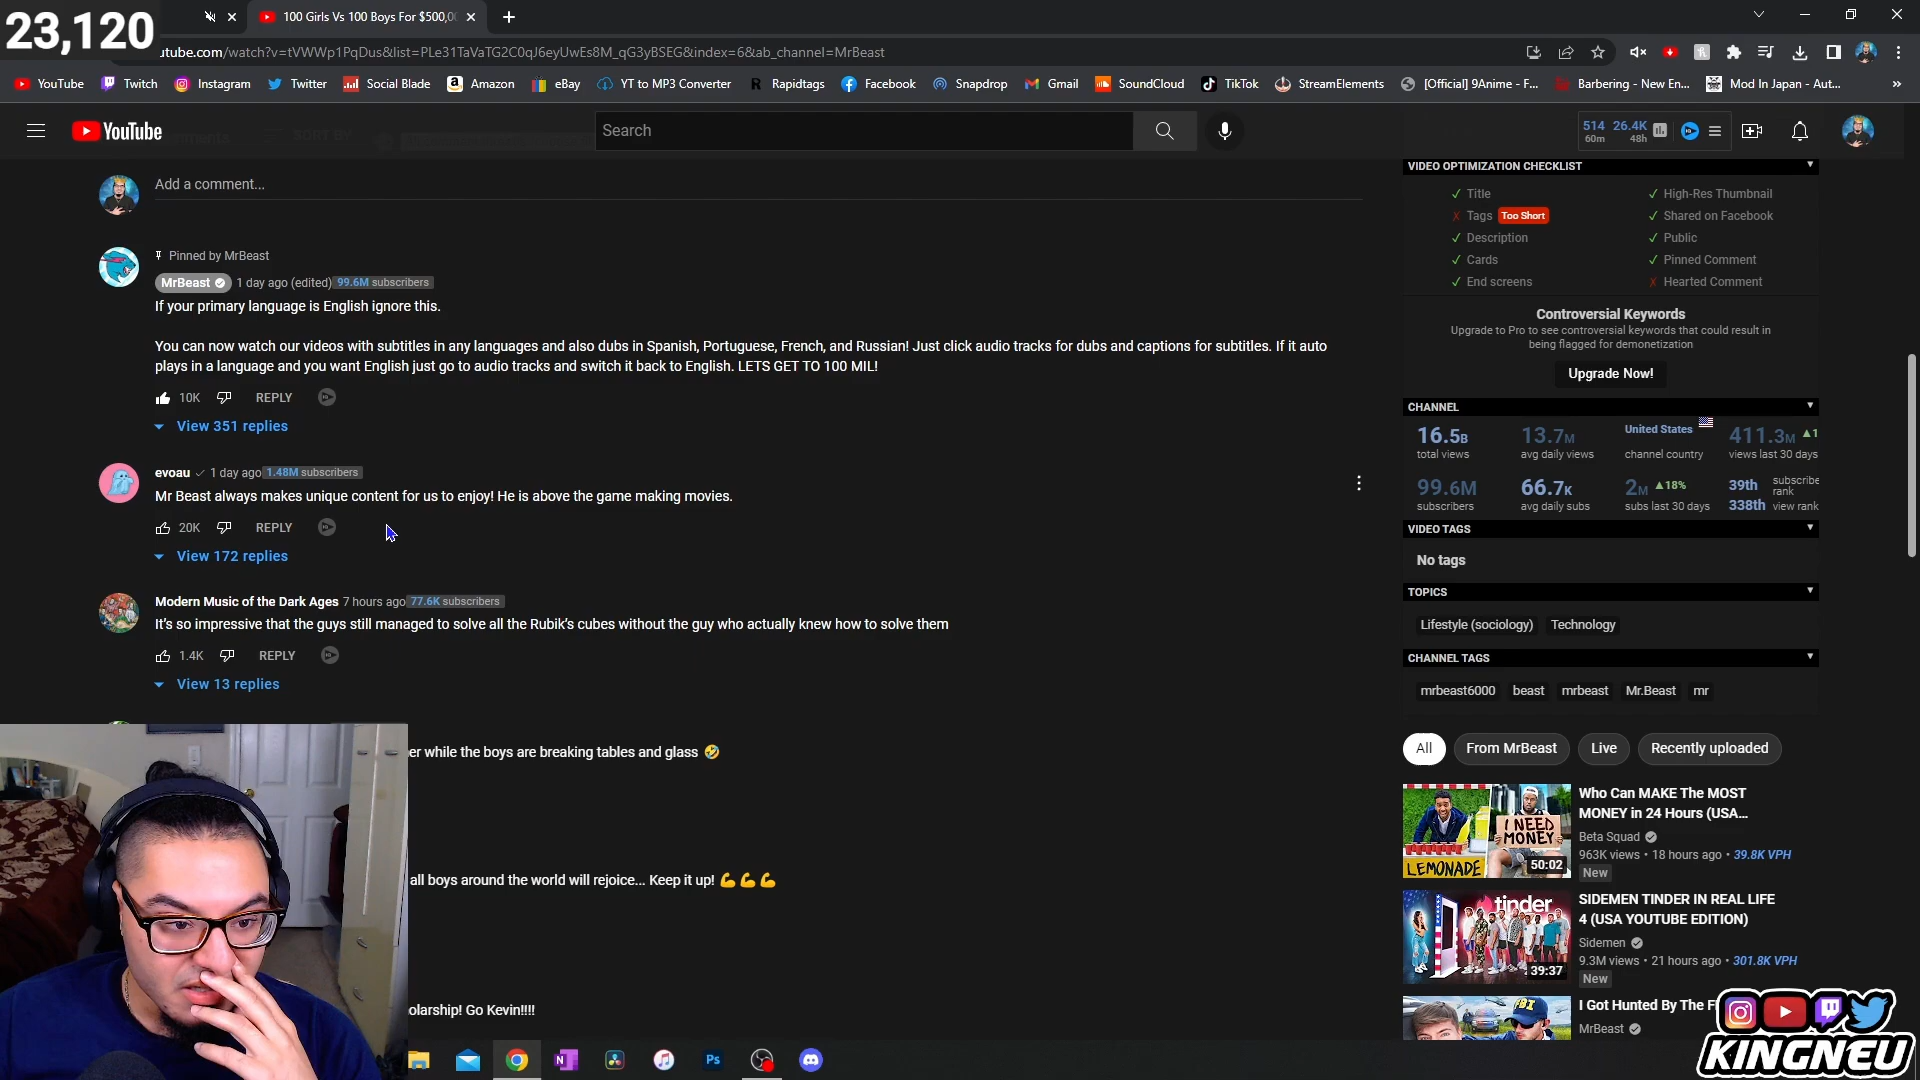 23,120
100 Girls Vs 100 Boys For $500,0
utube.com/watch?v=tVWWp1PqDus&list=PLe31TaVaTG2C0qJ6eyUwEs8M_qG3yBSEG&index=6&ab_channel=MrBeast
YouTube Twitch Instagram Twitter Social Blade Amazon eBay YT to MP3 Converter Rapidtags Facebook Snapdrop Gmail SoundCloud TikTok StreamElements [Official] 9Anime - F... Barbering - New En... Mod In Japan - Aut... »
YouTube
Search
514 26.4K
60m 48h
Add a comment...
Pinned by MrBeast
MrBeast 1 day ago (edited) 99.6M subscribers
If your primary language is English ignore this.
You can now watch our videos with subtitles in any languages and also dubs in Spanish, Portuguese, French, and Russian! Just click audio tracks for dubs and captions for subtitles. If it auto
plays in a language and you want English just go to audio tracks and switch it back to English. LETS GET TO 100 MIL!
10K REPLY
View 351 replies
evoau 1 day ago 1.48M subscribers
Mr Beast always makes unique content for us to enjoy! He is above the game making movies.
20K REPLY
View 172 replies
Modern Music of the Dark Ages 7 hours ago 77.6K subscribers
It's so impressive that the guys still managed to solve all the Rubik's cubes without the guy who actually knew how to solve them
1.4K REPLY
View 13 replies
er while the boys are breaking tables and glass 🤣
all boys around the world will rejoice... Keep it up! 💪💪💪
olarship! Go Kevin!!!!
VIDEO OPTIMIZATION CHECKLIST
✓ Title ✓ High-Res Thumbnail
✗ Tags Too Short ✓ Shared on Facebook
✓ Description ✓ Public
✓ Cards ✓ Pinned Comment
✓ End screens ✗ Hearted Comment
Controversial Keywords
Upgrade to Pro to see controversial keywords that could result in
being flagged for demonetization
Upgrade Now!
CHANNEL
16.5B 13.7M United States 411.3M ▲1
total views avg daily views channel country views last 30 days
99.6M 66.7K 2M ▲18% 39th subscribe rank
subscribers avg daily subs subs last 30 days 338th view rank
VIDEO TAGS
No tags
TOPICS
Lifestyle (sociology) Technology
CHANNEL TAGS
mrbeast6000 beast mrbeast Mr.Beast mr
All From MrBeast Live Recently uploaded
I NEED MONEY
LEMONADE
50:02
Who Can MAKE The MOST
MONEY in 24 Hours (USA...
Beta Squad
963K views • 18 hours ago • 39.8K VPH
New
tinder
39:37
SIDEMEN TINDER IN REAL LIFE
4 (USA YOUTUBE EDITION)
Sidemen
9.3M views • 21 hours ago • 301.8K VPH
New
FBI
I Got Hunted By The F
MrBeast
KINGNEU